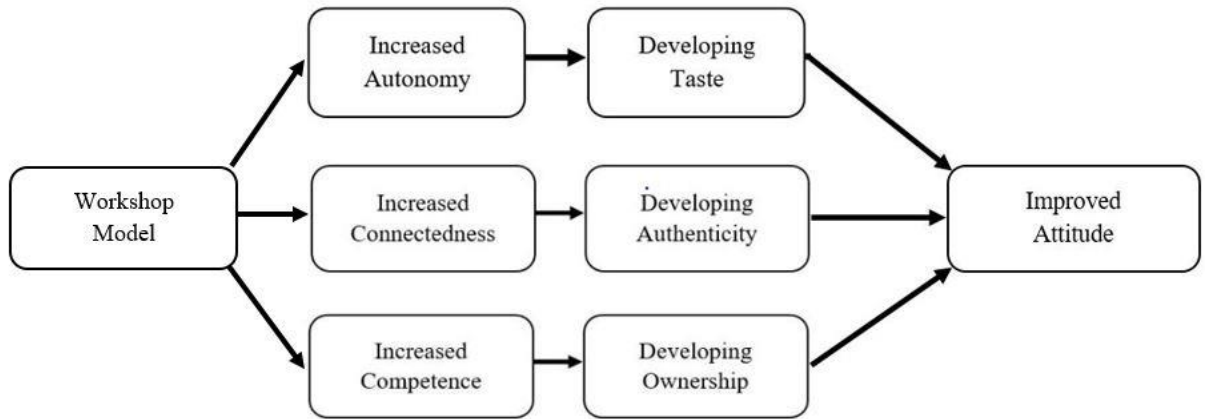 Increased
Autonomy
Developing
Taste
Workshop
Model
Increased
Connectedness
Developing
Authenticity
Improved
Attitude
Increased
Competence
Developing
Ownership